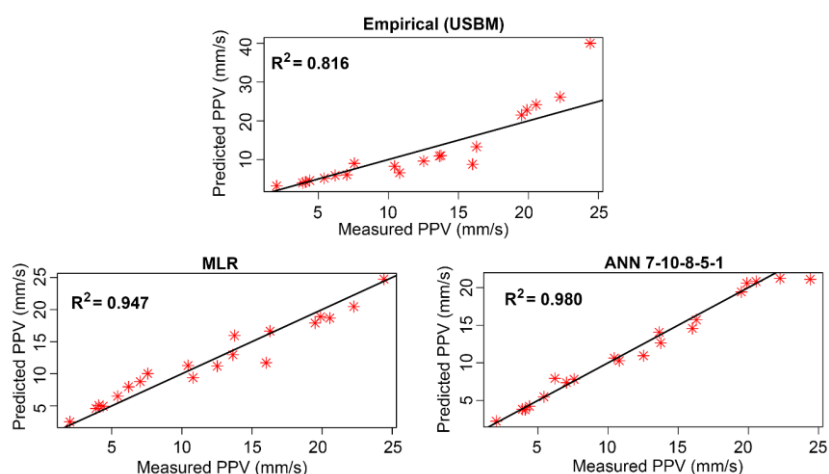 Empirical (USBM)
R² = 0.816
Predicted PPV (mm/s)
40
30
20
10
5
10
15
20
25
Measured PPV (mm/s)
MLR
R² = 0.947
Predicted PPV (mm/s)
25
20
15
10
5
5
10
15
20
25
Measured PPV (mm/s)
ANN 7-10-8-5-1
R² = 0.980
Predicted PPV (mm/s)
20
15
10
5
5
10
15
20
25
Measured PPV (mm/s)